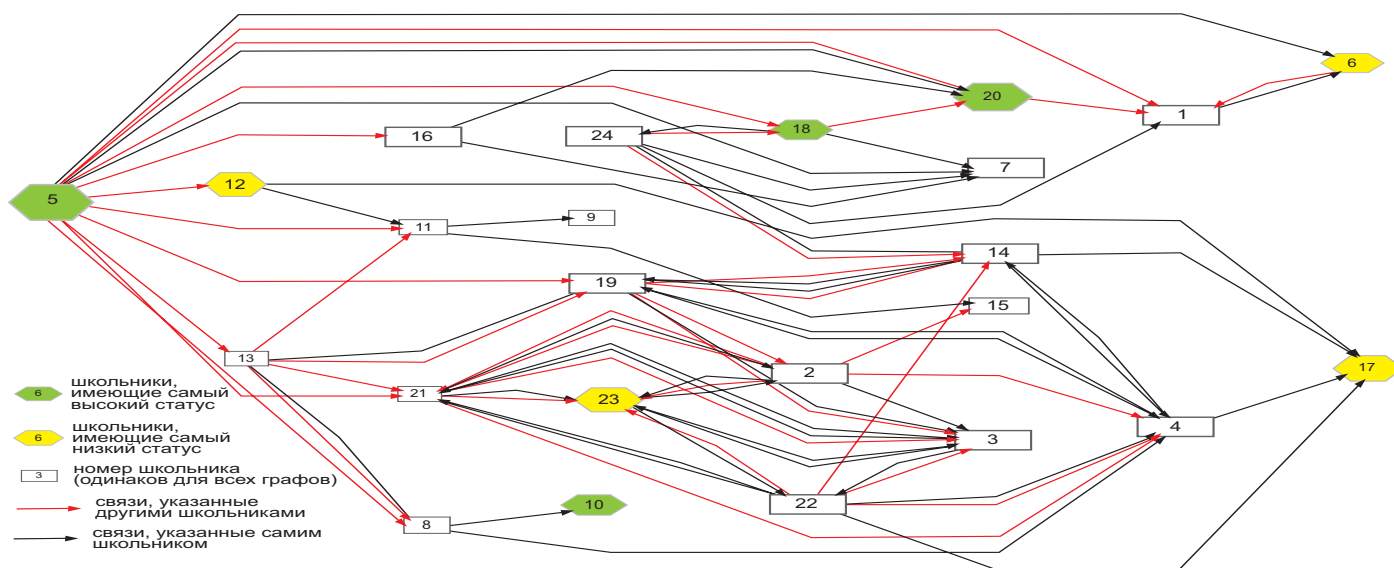 6
20
1
18
16
24
7
12
5
11
9
14
19
15
13
2
17
21
23
4
3
22
10
8
6
школьники,
имеющие самый
высокий статус
6
школьники,
имеющие самый
низкий статус
3
номер школьника
(одинаков для всех графов)
связи, указанные
другими школьниками
связи, указанные самим
школьником